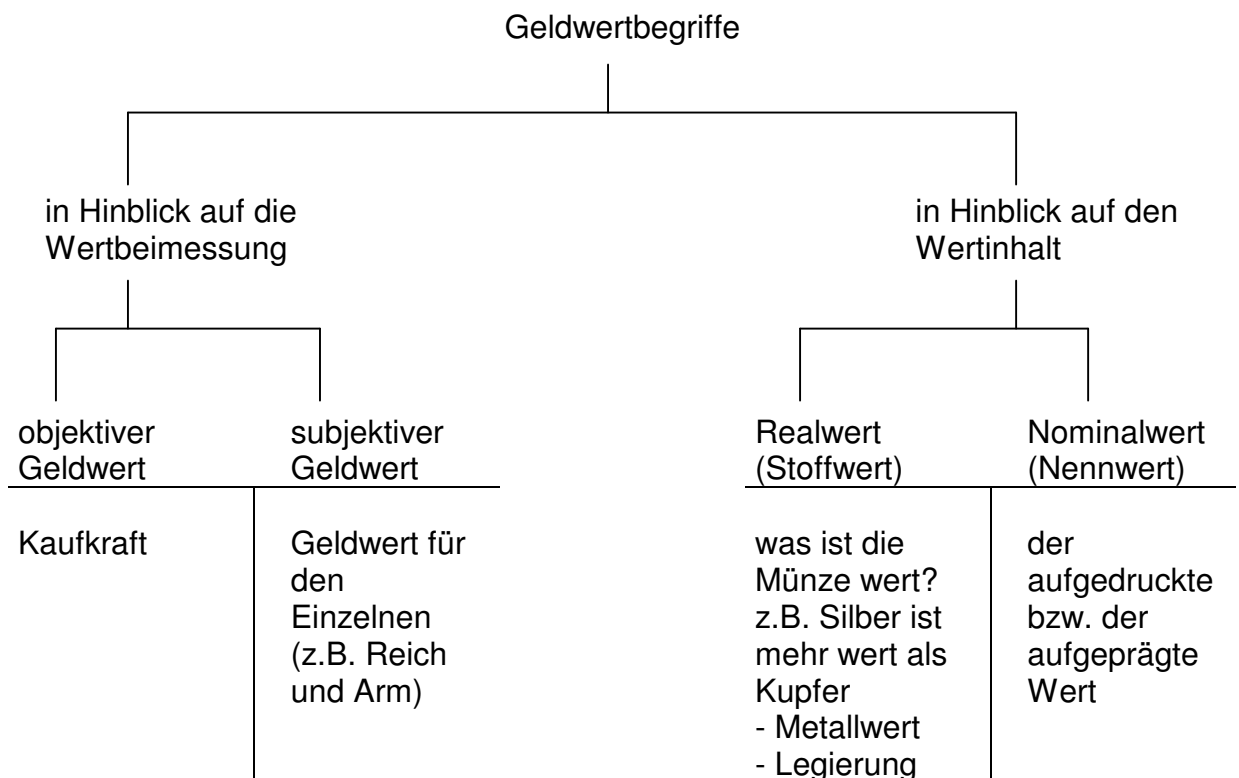 Geldwertbegriffe
in Hinblick auf die
Wertbeimessung
in Hinblick auf den
Wertinhalt
objektiver
Geldwert
subjektiver
Geldwert
Realwert
(Stoffwert)
Nominalwert
(Nennwert)
Kaufkraft
Geldwert für
den
Einzelnen
(z.B. Reich
und Arm)
was ist die
Münze wert?
z.B. Silber ist
mehr wert als
Kupfer
- Metallwert
- Legierung
der
aufgedruckte
bzw. der
aufgeprägte
Wert